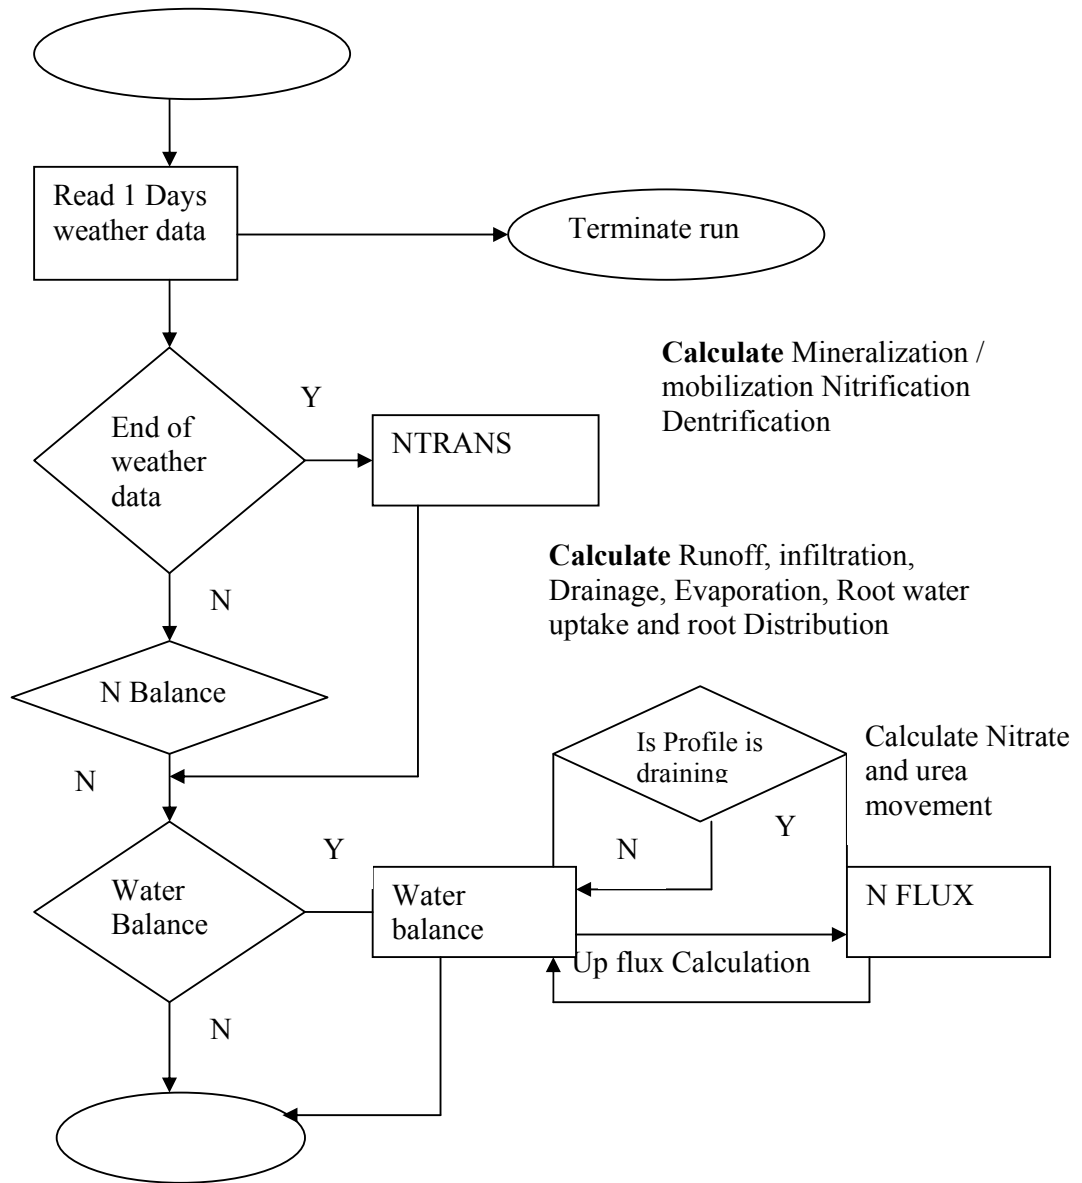 Read 1 Days
weather data
Terminate run
Calculate Mineralization /
mobilization Nitrification
Dentrification
Y
End of
weather
data
NTRANS
Calculate Runoff, infiltration,
Drainage, Evaporation, Root water
uptake and root Distribution
N
N Balance
Is Profile is
draining
Calculate Nitrate
and urea
movement
N
Y
Y
N
Water
Balance
Water
balance
N FLUX
Up flux Calculation
N